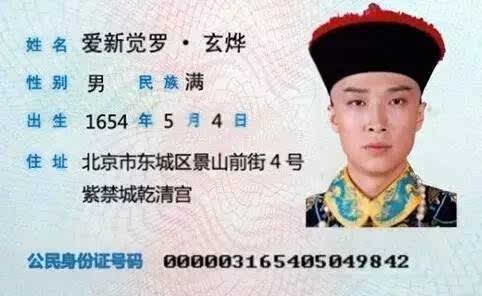 姓名 爱新觉罗·玄烨
性别 男 民族 满
出生 1654 年 5 月 4 日
住址 北京市东城区景山前街4号
紫禁城乾清宫
公民身份证号码 000003165405049842